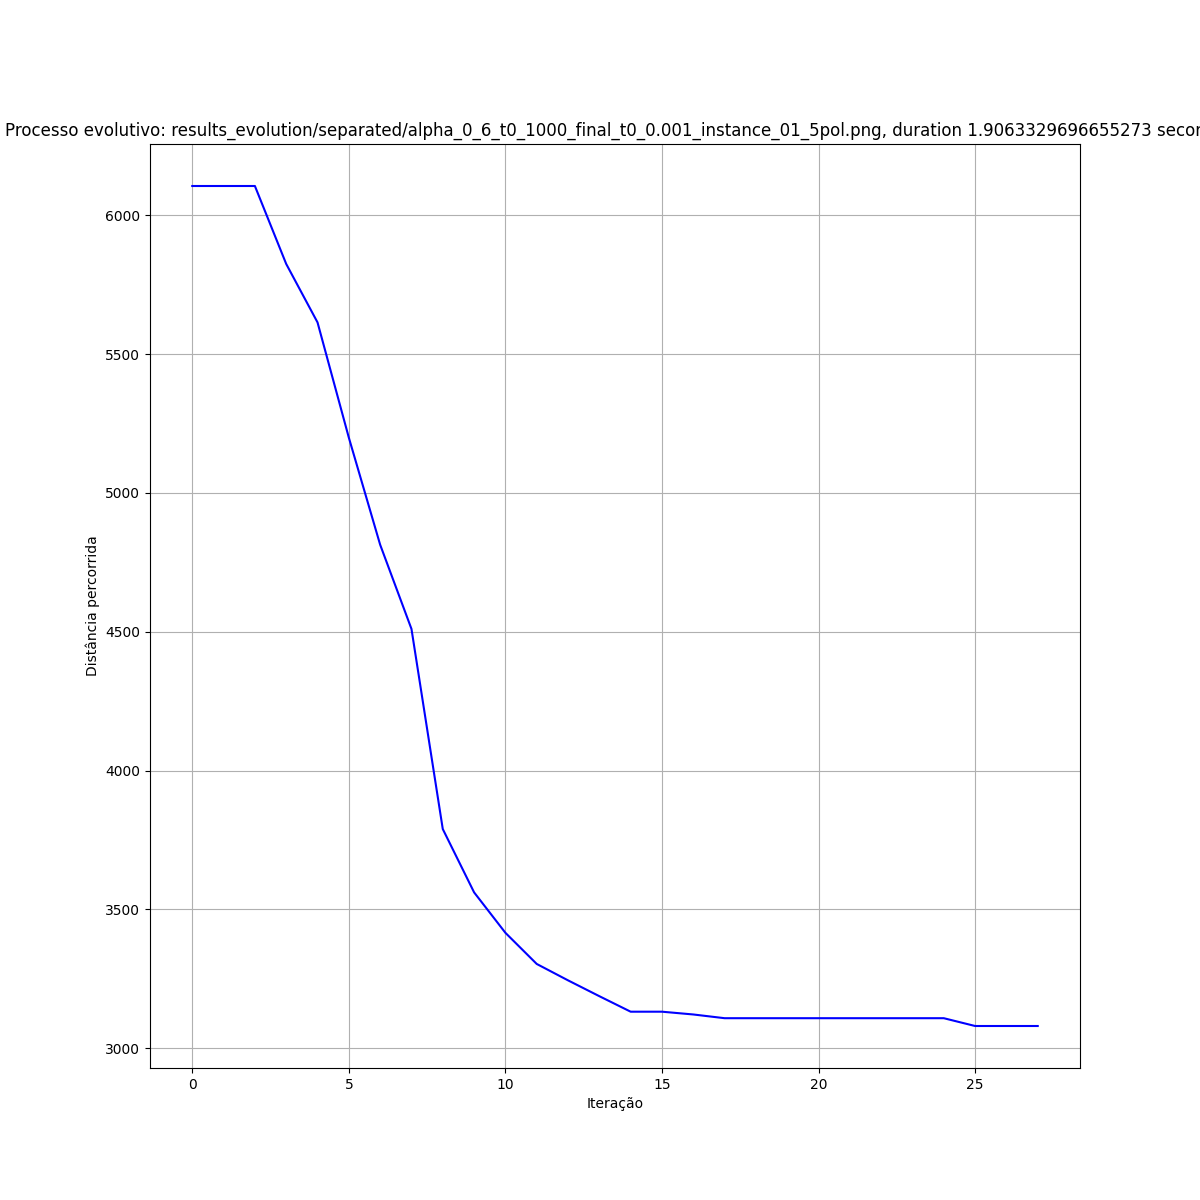 Processo evolutivo: results_evolution/separated/alpha_0_6_t0_1000_final_t0_0.001_instance_01_5pol.png, duration 1.9063329696655273
6000
5500
5000
4500
4000
3500
3000
Distância percorrida
0 5 10 15 20 25
Iteração